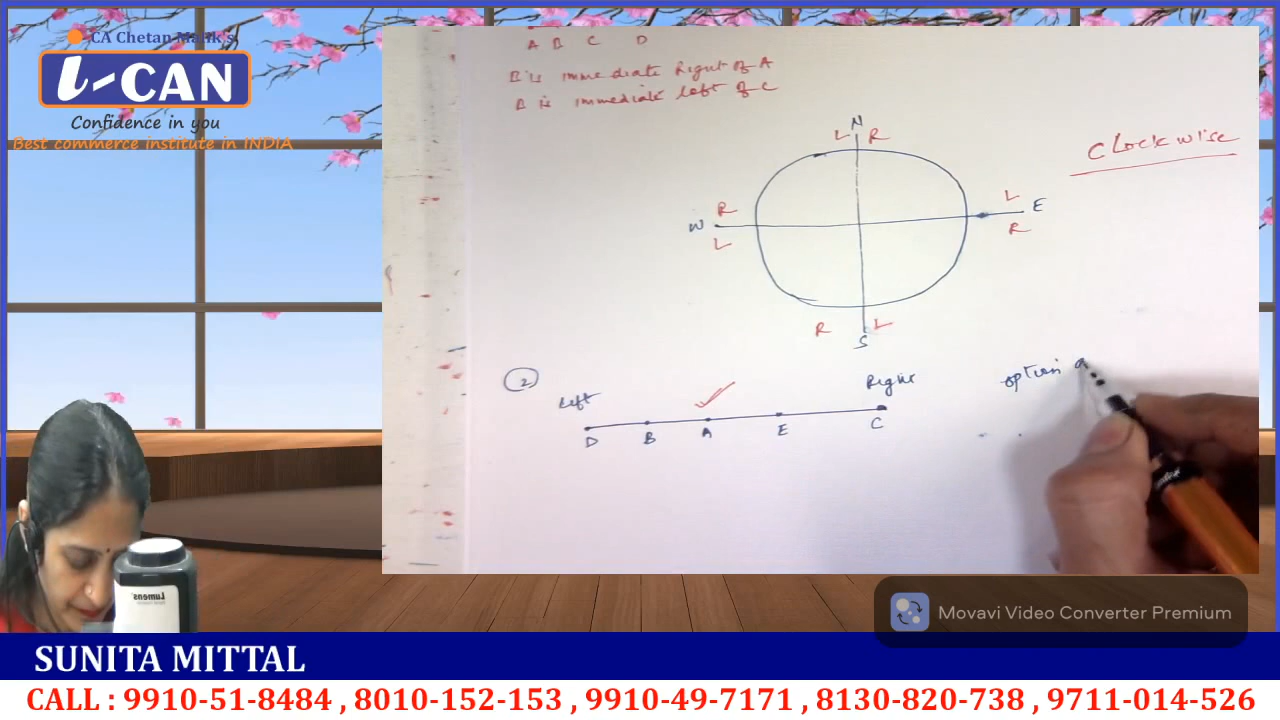 CA Chetan Malik's
i-CAN
Confidence in you
Best commerce institute in INDIA
A B C D
B is immediate Right of A
B is immediate left of C
N
L R
clockwise
W R
L
L E
R
R L
S
2
left
Right
D B A E C
option a
Lumens
Movavi Video Converter Premium
SUNITA MITTAL
CALL : 9910-51-8484 , 8010-152-153 , 9910-49-7171 , 8130-820-738 , 9711-014-526